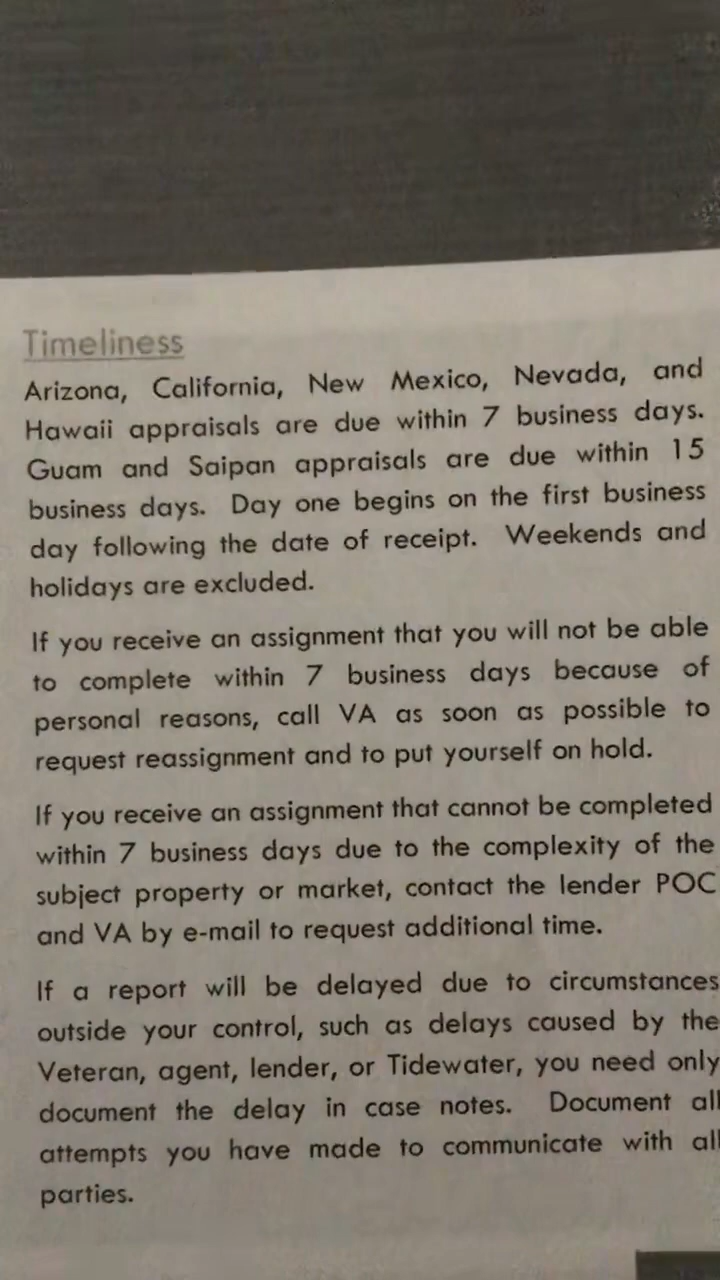 Timeliness
Arizona, California, New Mexico, Nevada, and
Hawaii appraisals are due within 7 business days.
Guam and Saipan appraisals are due within 15
business days. Day one begins on the first business
day following the date of receipt. Weekends and
holidays are excluded.
If you receive an assignment that you will not be able
to complete within 7 business days because of
personal reasons, call VA as soon as possible to
request reassignment and to put yourself on hold.
If you receive an assignment that cannot be completed
within 7 business days due to the complexity of the
subject property or market, contact the lender POC
and VA by e-mail to request additional time.
If a report will be delayed due to circumstances
outside your control, such as delays caused by the
Veteran, agent, lender, or Tidewater, you need only
document the delay in case notes. Document all
attempts you have made to communicate with all
parties.